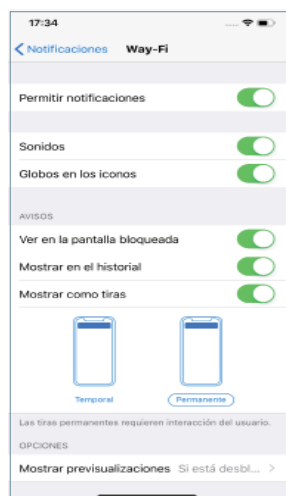 17:34
Notificaciones Way-Fi
Permitir notificaciones
Sonidos
Globos en los iconos
AVISOS
Ver en la pantalla bloqueada
Mostrar en el historial
Mostrar como tiras
Temporal Permanente
Las tiras permanentes requieren interacción del usuario.
OPCIONES
Mostrar previsualizaciones Si está desbl...